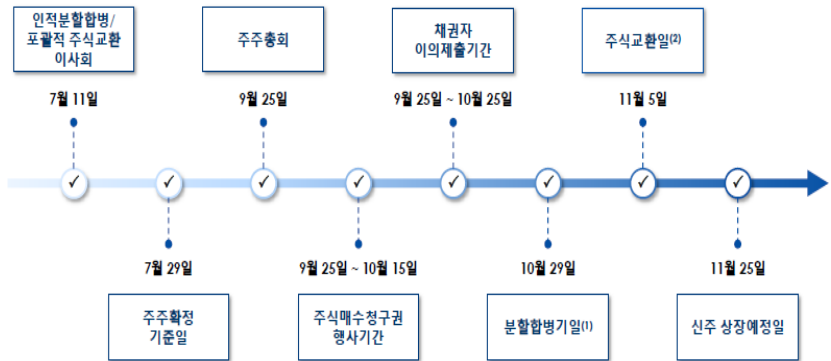 인적분할합병/
포괄적 주식교환
이사회
7월 11일
주주총회
9월 25일
채권자
이의제출기간
9월 25일 ~ 10월 25일
주식교환일(2)
11월 5일
✓ ✓ ✓ ✓ ✓ ✓ ✓ ✓
7월 29일
주주확정
기준일
9월 25일 ~ 10월 15일
주식매수청구권
행사기간
10월 29일
분할합병기일(1)
11월 25일
신주 상장예정일